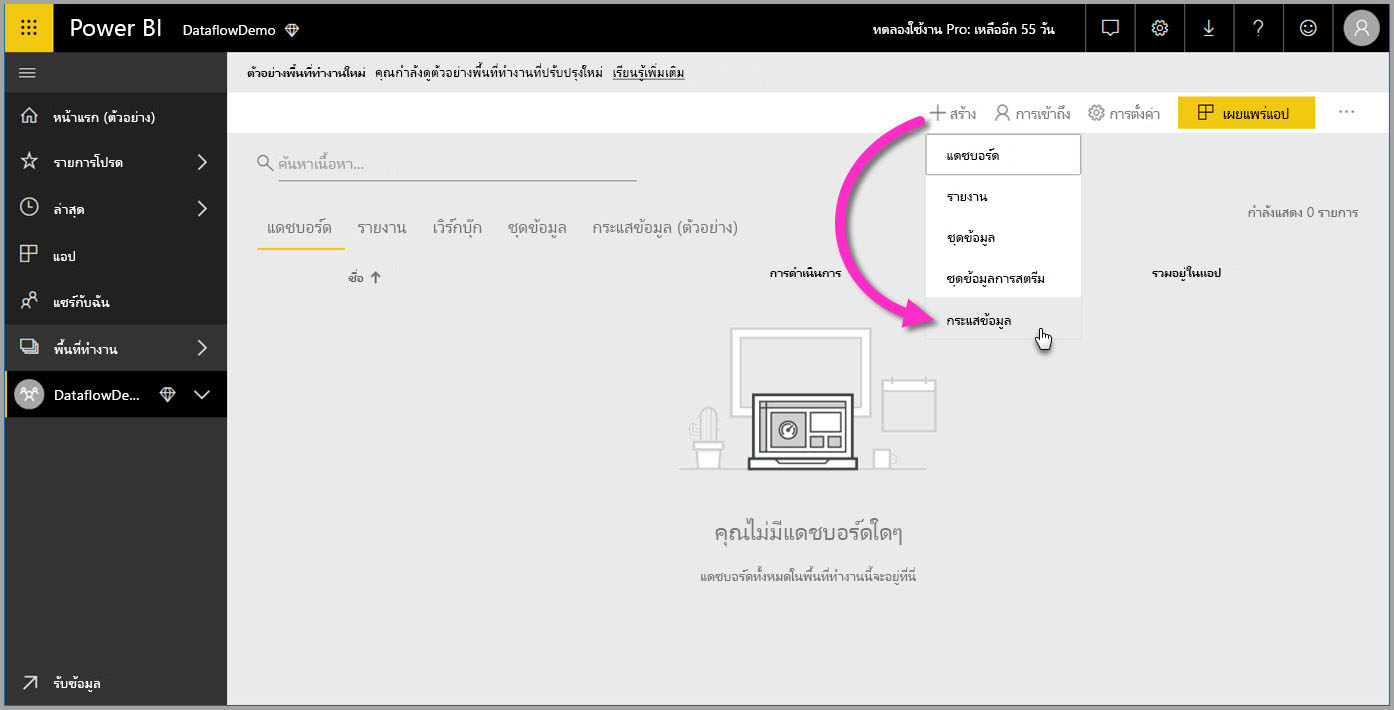 Power BI DataflowDemo ทดลองใช้งาน Pro: เหลืออีก 55 วัน
ตัวอย่างพื้นที่ทำงานใหม่ คุณกำลังดูตัวอย่างพื้นที่ทำงานที่ปรับปรุงใหม่ เรียนรู้เพิ่มเติม
สร้าง การเข้าถึง การตั้งค่า เผยแพร่แอป ...
หน้าแรก (ตัวอย่าง)
รายการโปรด
ล่าสุด
แอป
แชร์กับฉัน
พื้นที่ทำงาน
DataflowDe...
รับข้อมูล
ค้นหาเนื้อหา...
แดชบอร์ด
รายงาน
ชุดข้อมูล
ชุดข้อมูลการสตรีม
กระแสข้อมูล
กำลังแสดง 0 รายการ
แดชบอร์ด รายงาน เวิร์กบุ๊ก ชุดข้อมูล กระแสข้อมูล (ตัวอย่าง)
ชื่อ การดำเนินการ รวมอยู่ในแอป
คุณไม่มีแดชบอร์ดใดๆ
แดชบอร์ดทั้งหมดในพื้นที่ทำงานนี้จะอยู่ที่นี่